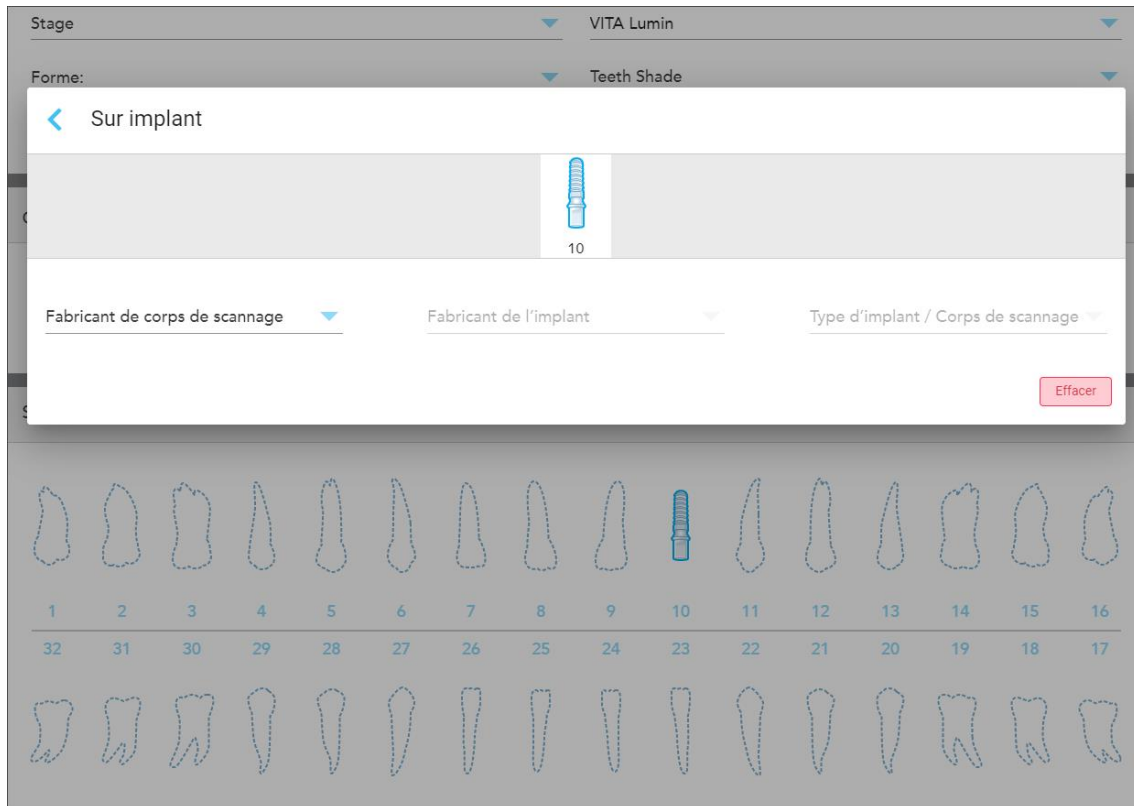 Stage VITA Lumin
Forme: Teeth Shade
Sur implant
10
Fabricant de corps de scannage Fabricant de l'implant Type d'implant / Corps de scannage
Effacer
1 2 3 4 5 6 7 8 9 10 11 12 13 14 15 16
32 31 30 29 28 27 26 25 24 23 22 21 20 19 18 17